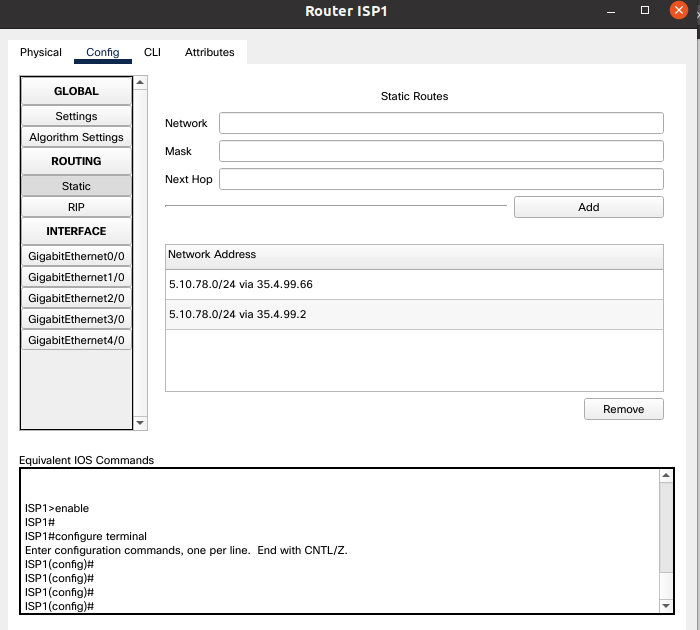 Router ISP1
Physical Config CLI Attributes
GLOBAL
Settings
Algorithm Settings
ROUTING
Static
RIP
INTERFACE
GigabitEthernet0/0
GigabitEthernet1/0
GigabitEthernet2/0
GigabitEthernet3/0
GigabitEthernet4/0
Static Routes
Network
Mask
Next Hop
Add
Network Address
5.10.78.0/24 via 35.4.99.66
5.10.78.0/24 via 35.4.99.2
Remove
Equivalent IOS Commands
ISP1>enable
ISP1#
ISP1#configure terminal
Enter configuration commands, one per line.  End with CNTL/Z.
ISP1(config)#
ISP1(config)#
ISP1(config)#
ISP1(config)#